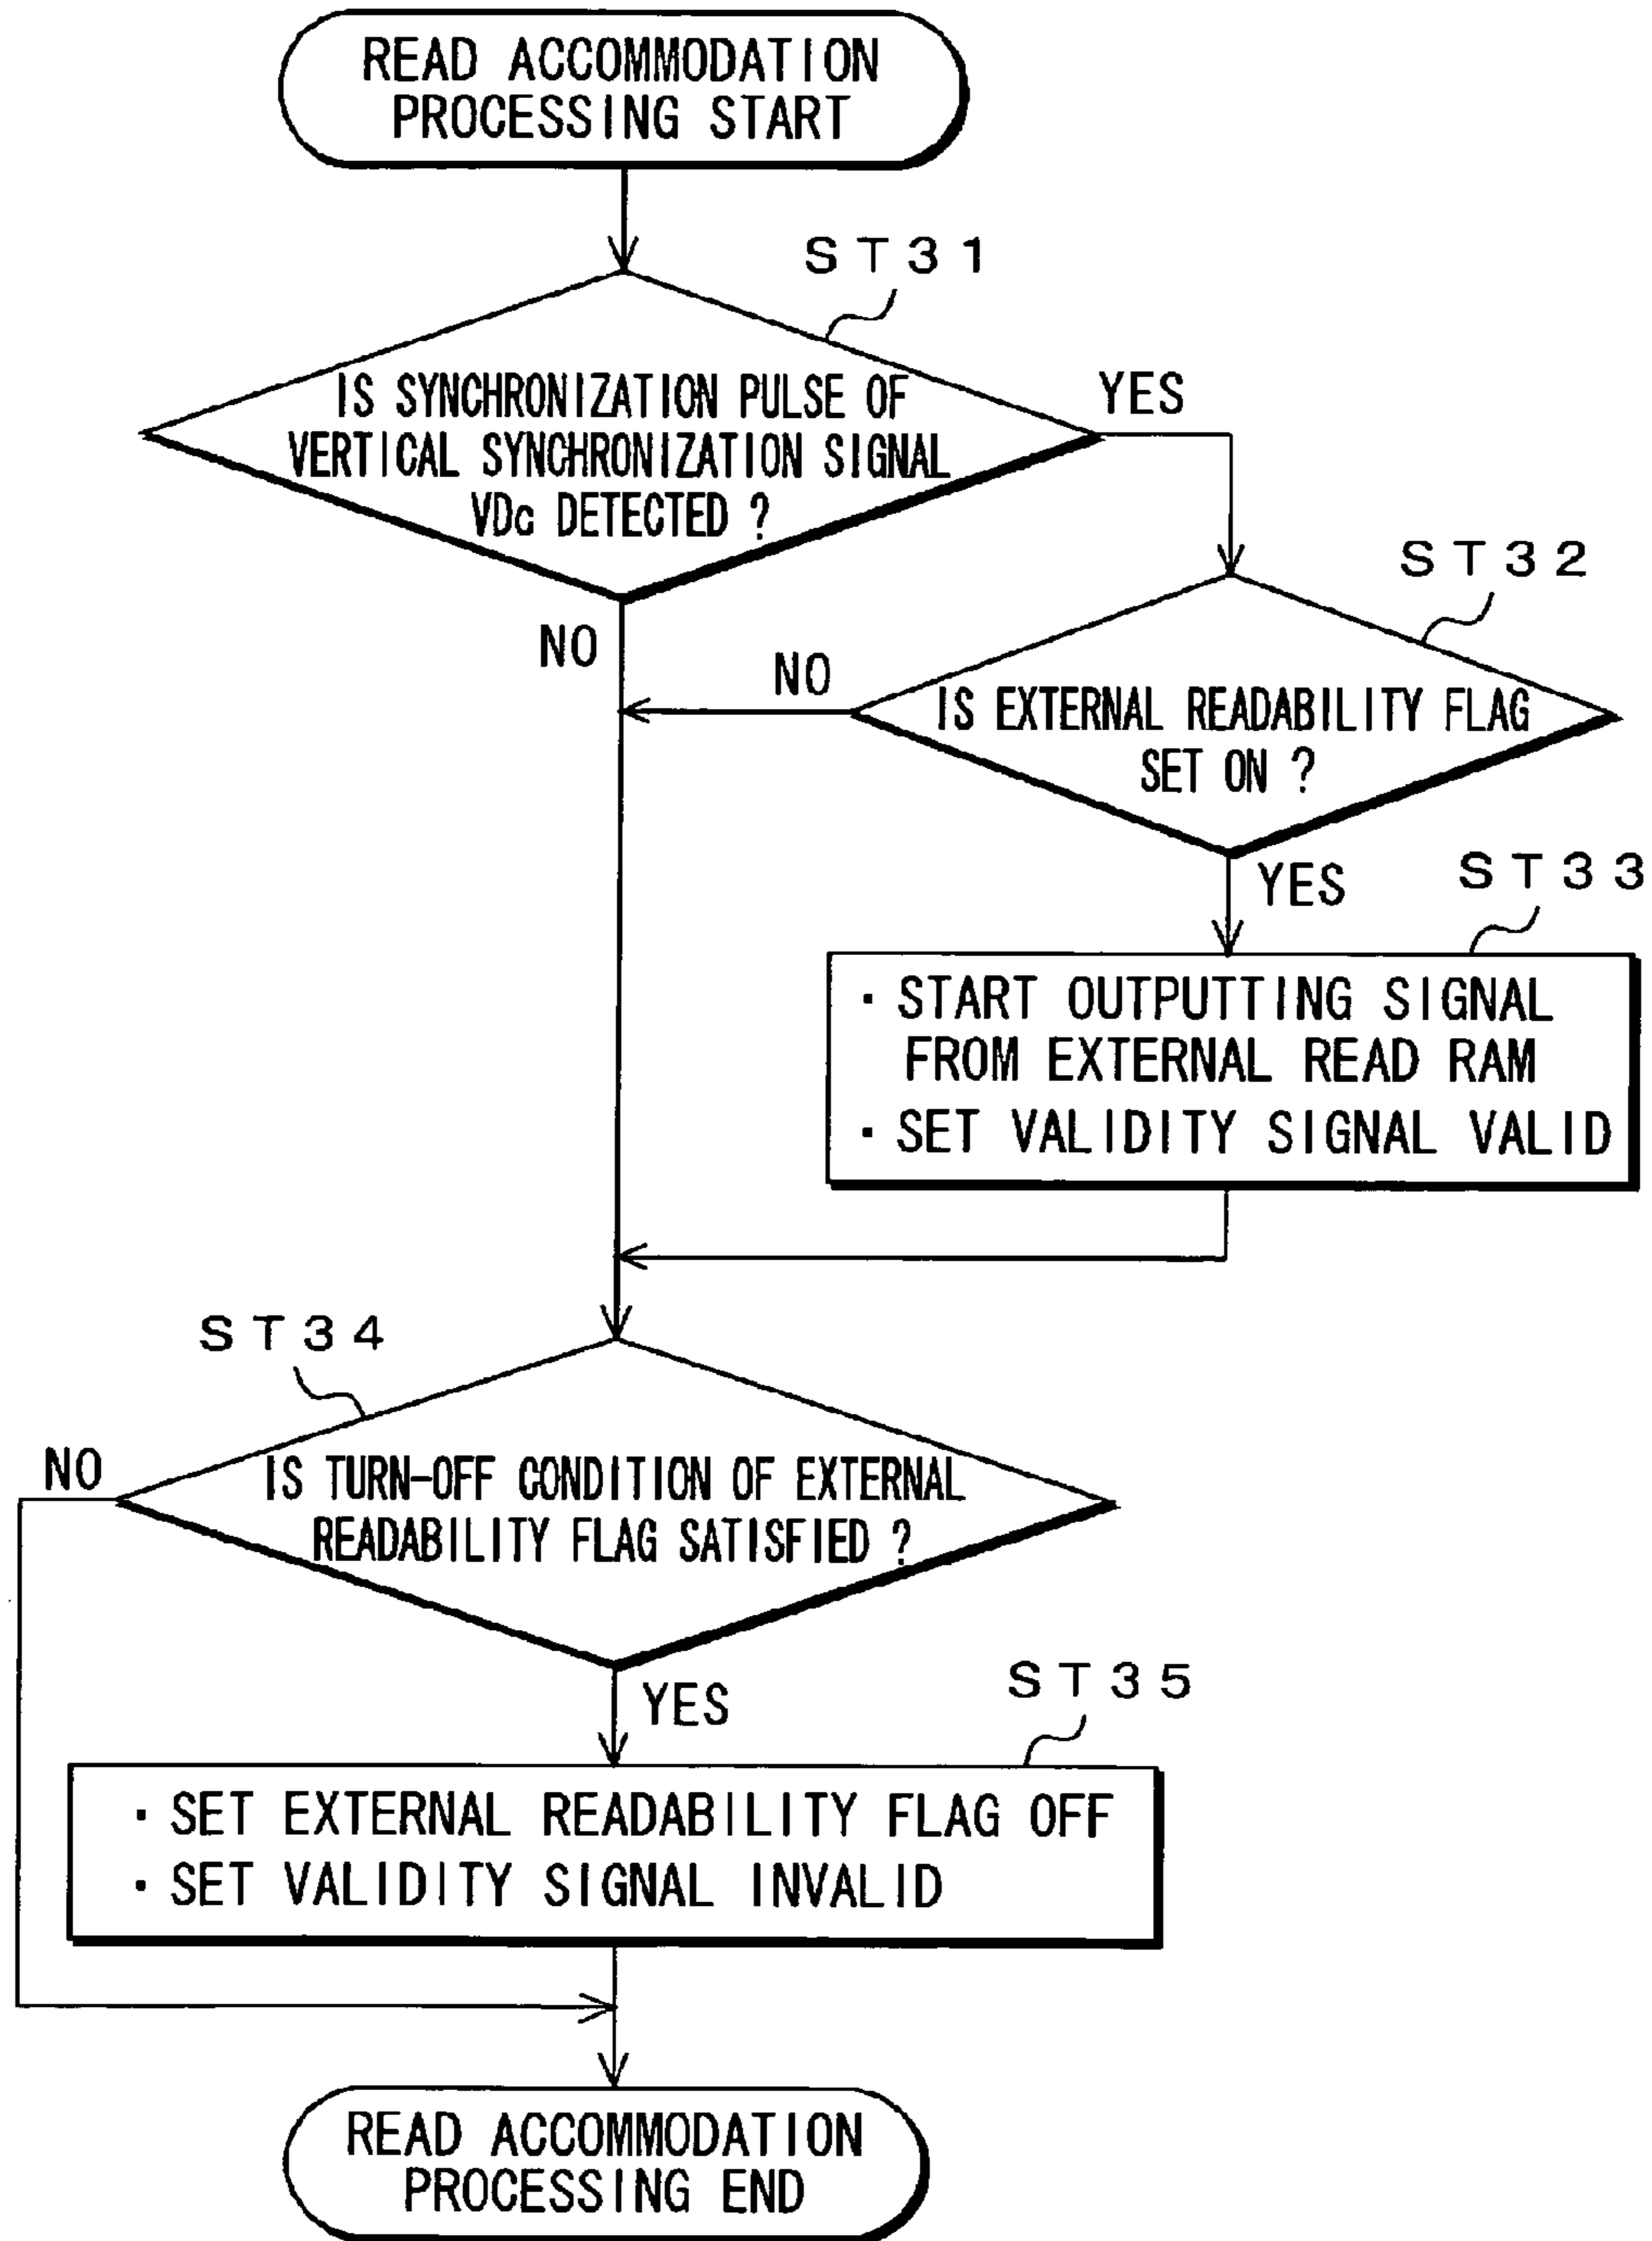 READ ACCOMMODATION
PROCESSING START
ST31
IS SYNCHRONIZATION PULSE OF
VERTICAL SYNCHRONIZATION SIGNAL
VDc DETECTED ?
YES
NO
ST32
NO
IS EXTERNAL READABILITY FLAG
SET ON ?
YES
ST33
· START OUTPUTTING SIGNAL
FROM EXTERNAL READ RAM
· SET VALIDITY SIGNAL VALID
ST34
NO
IS TURN-OFF CONDITION OF EXTERNAL
READABILITY FLAG SATISFIED ?
YES
ST35
· SET EXTERNAL READABILITY FLAG OFF
· SET VALIDITY SIGNAL INVALID
READ ACCOMMODATION
PROCESSING END